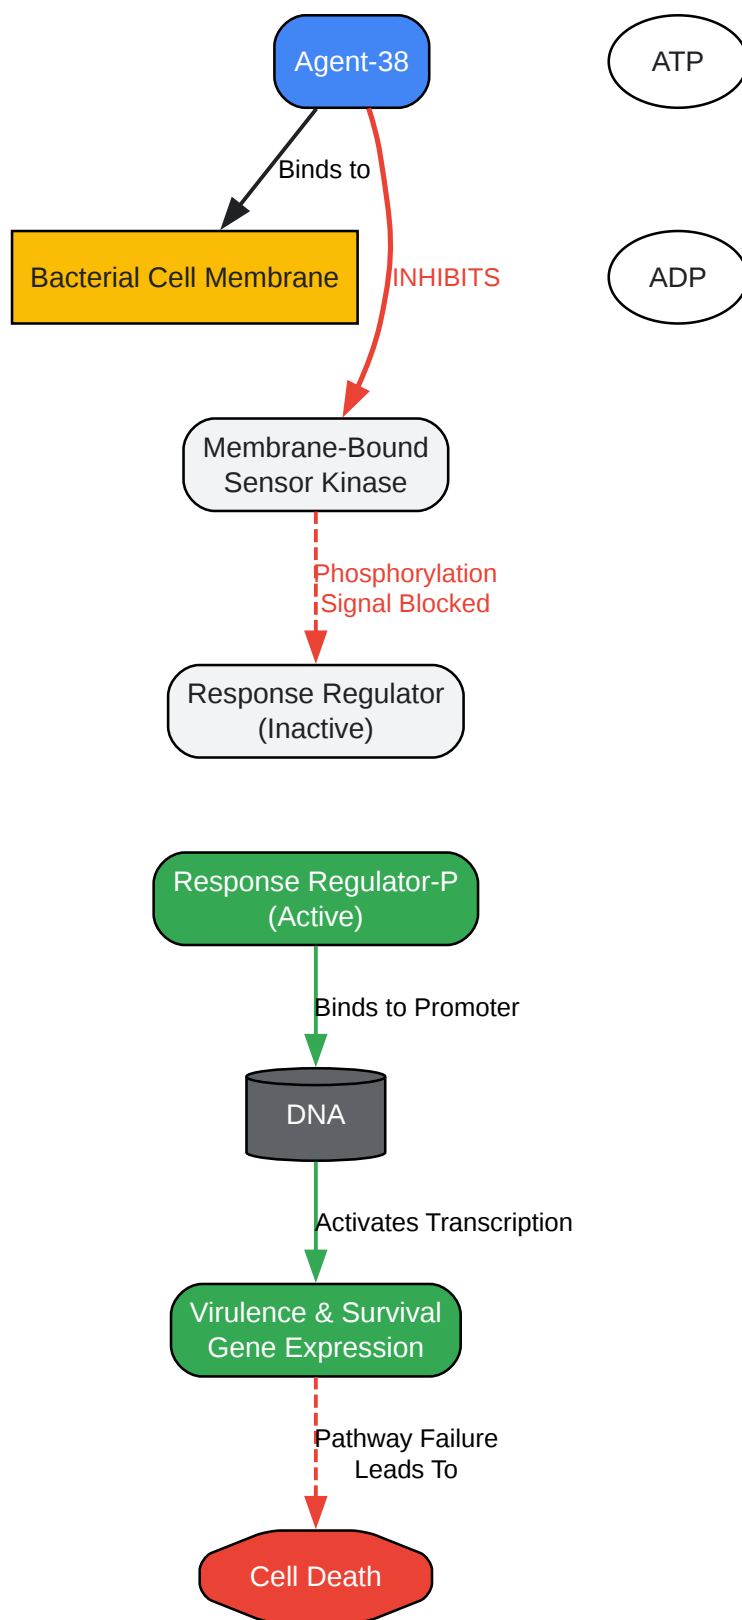 Agent-38
ATP
Binds to
Bacterial Cell Membrane
INHIBITS
ADP
Membrane-Bound
Sensor Kinase
Phosphorylation
Signal Blocked
Response Regulator
(Inactive)
Response Regulator-P
(Active)
Binds to Promoter
DNA
Activates Transcription
Virulence & Survival
Gene Expression
Pathway Failure
Leads To
Cell Death